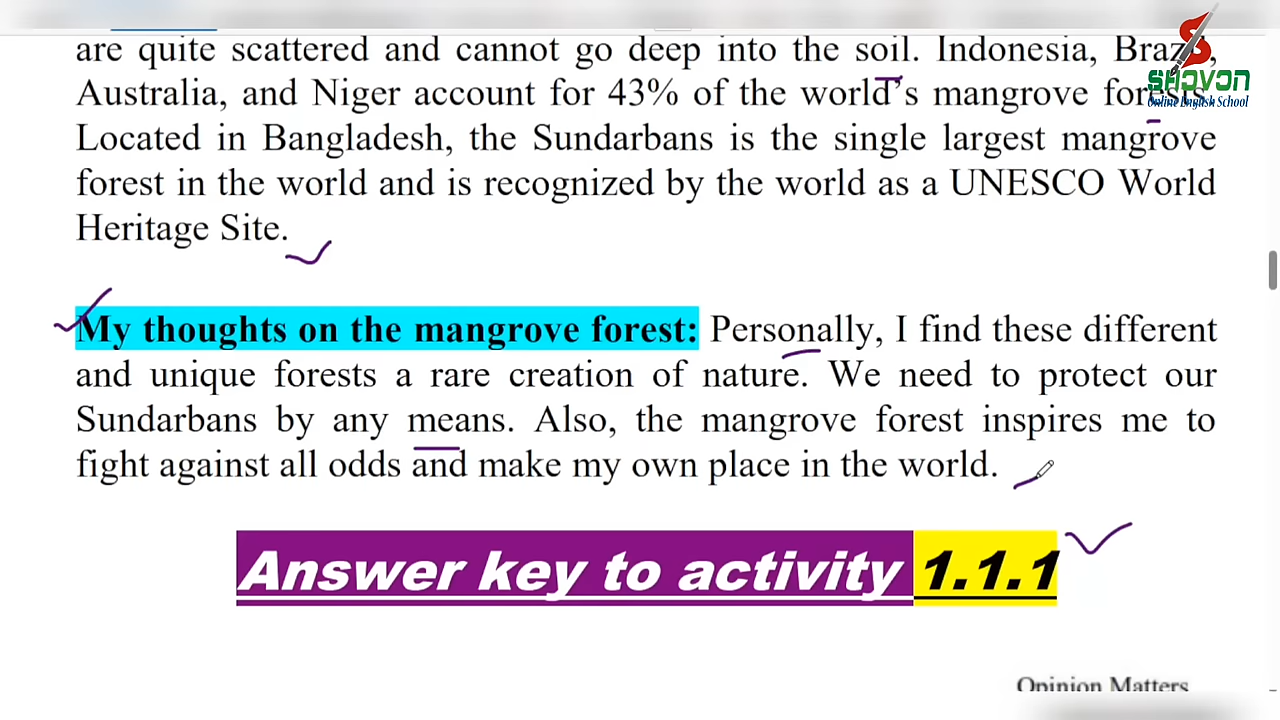 are quite scattered and cannot go deep into the soil. Indonesia, Brazil,
Australia, and Niger account for 43% of the world's mangrove forests.
Located in Bangladesh, the Sundarbans is the single largest mangrove
forest in the world and is recognized by the world as a UNESCO World
Heritage Site.
My thoughts on the mangrove forest: Personally, I find these different
and unique forests a rare creation of nature. We need to protect our
Sundarbans by any means. Also, the mangrove forest inspires me to
fight against all odds and make my own place in the world.
Answer key to activity 1.1.1
Opinion Matters
S
SHOVON
Online English School